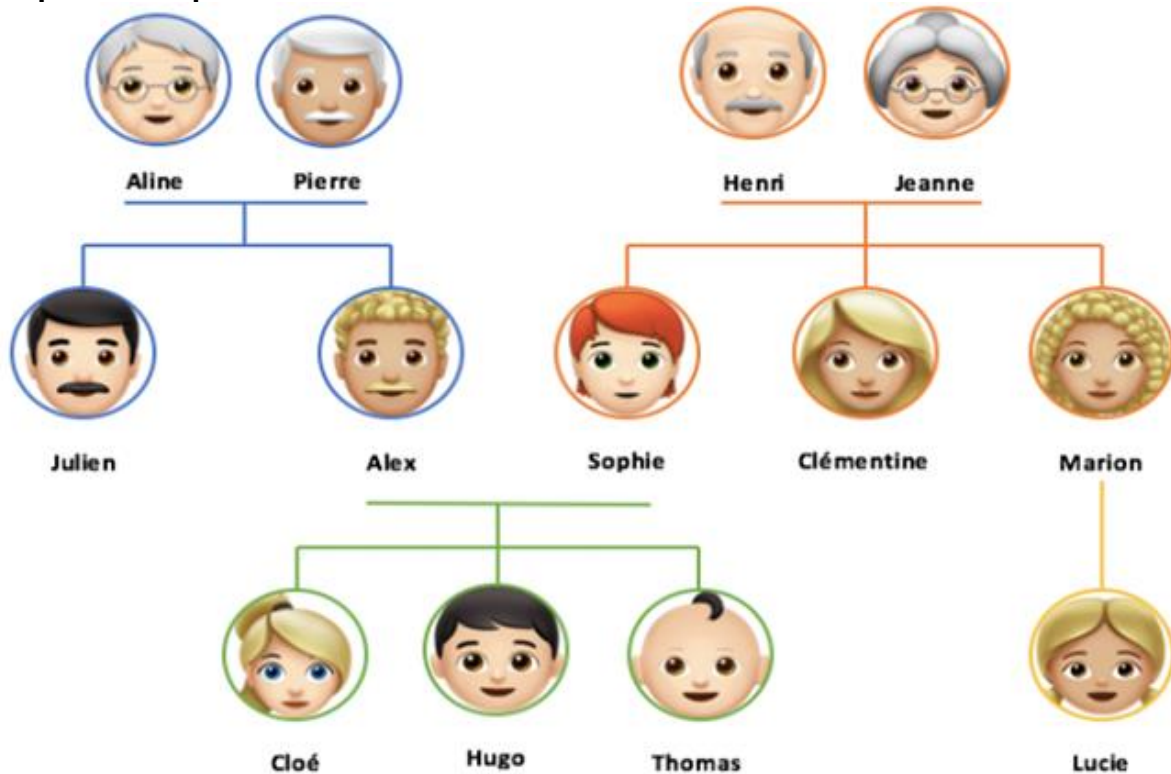 Aline Pierre Henri Jeanne
Julien Alex Sophie Clémentine Marion
Cloé Hugo Thomas Lucie